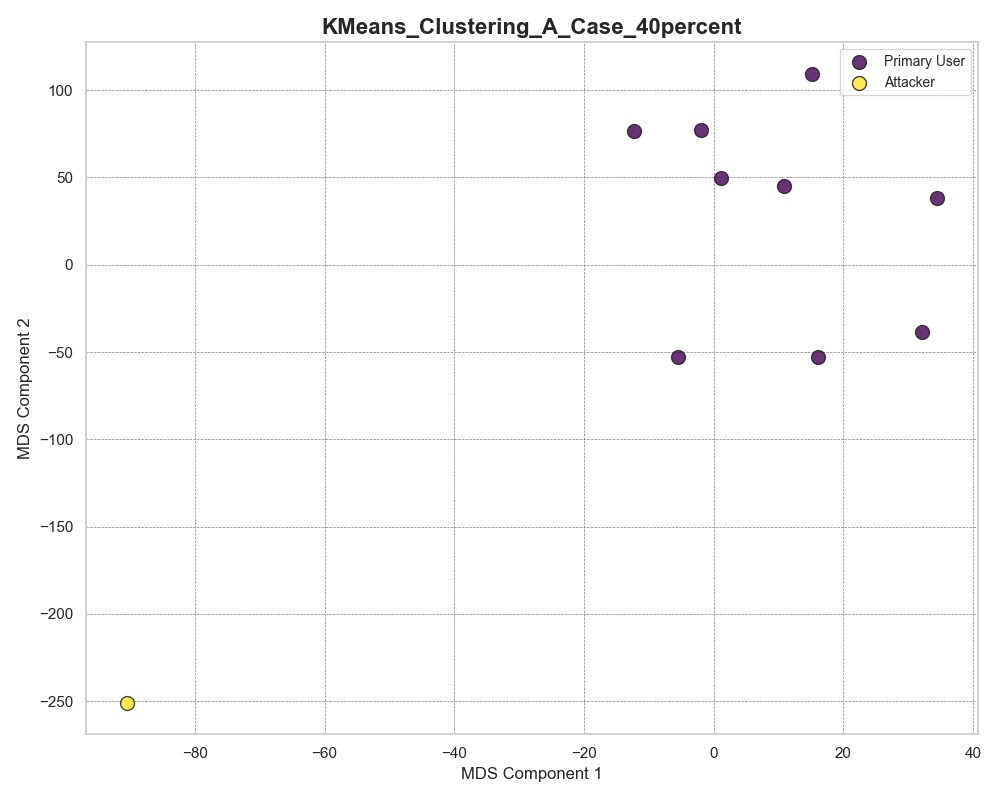 KMeans_Clustering_A_Case_40percent
Primary User
Attacker
100
50
0
−50
−100
−150
−200
−250
MDS Component 2
−80 −60 −40 −20 0 20 40
MDS Component 1